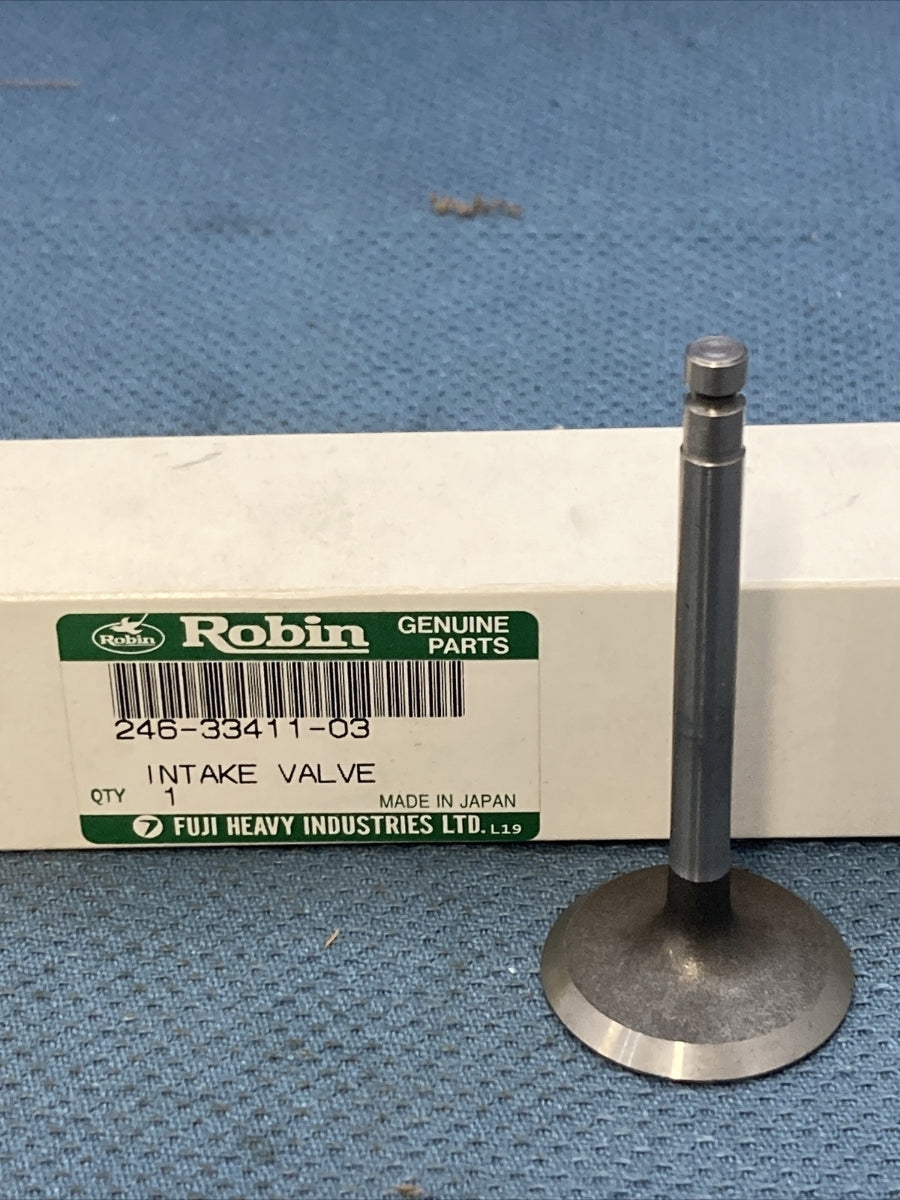 Robin Robin GENUINE PARTS
246-33411-03
INTAKE VALVE
QTY 1 MADE IN JAPAN
FUJI HEAVY INDUSTRIES LTD. L19